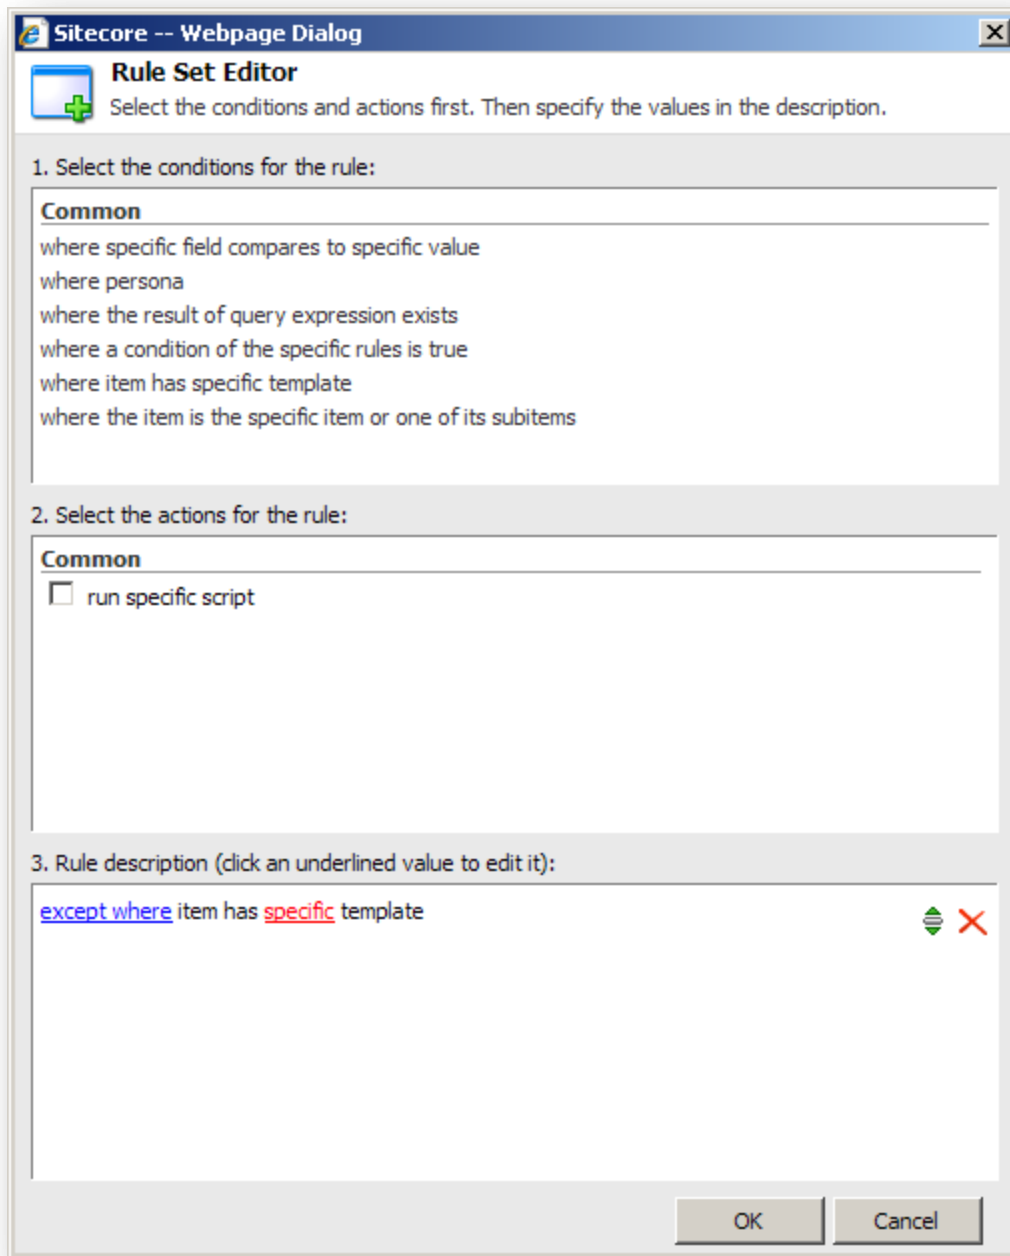 Sitecore -- Webpage Dialog
Rule Set Editor
Select the conditions and actions first. Then specify the values in the description.
1. Select the conditions for the rule:
Common
where specific field compares to specific value
where persona
where the result of query expression exists
where a condition of the specific rules is true
where item has specific template
where the item is the specific item or one of its subitems
2. Select the actions for the rule:
Common
run specific script
3. Rule description (click an underlined value to edit it):
except where item has specific template
OK Cancel